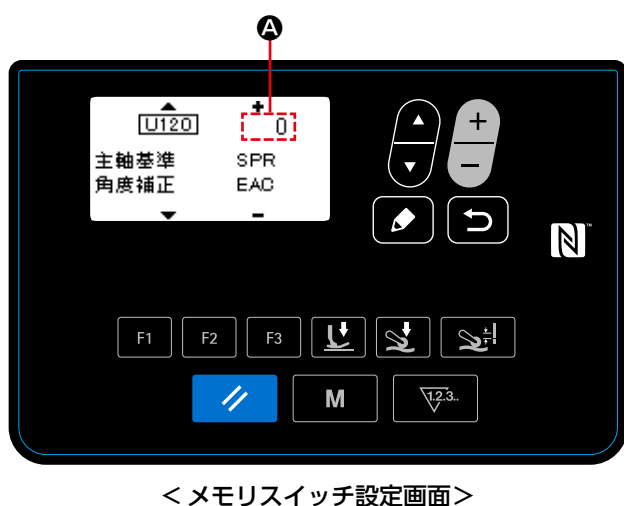 A
U120 0
主軸基準 SPR
角度補正 EAC
F1 F2 F3
M
1.2.3..
N™
＜メモリスイッチ設定画面＞